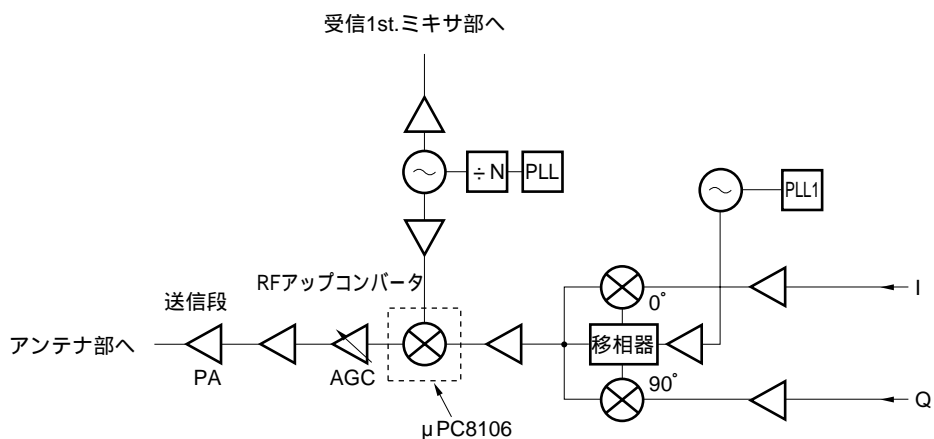 受信1st.ミキサ部へ
÷N
PLL
PLL1
RFアップコンバータ
送信段
0°
I
アンテナ部へ
移相器
PA
AGC
90°
Q
μPC8106